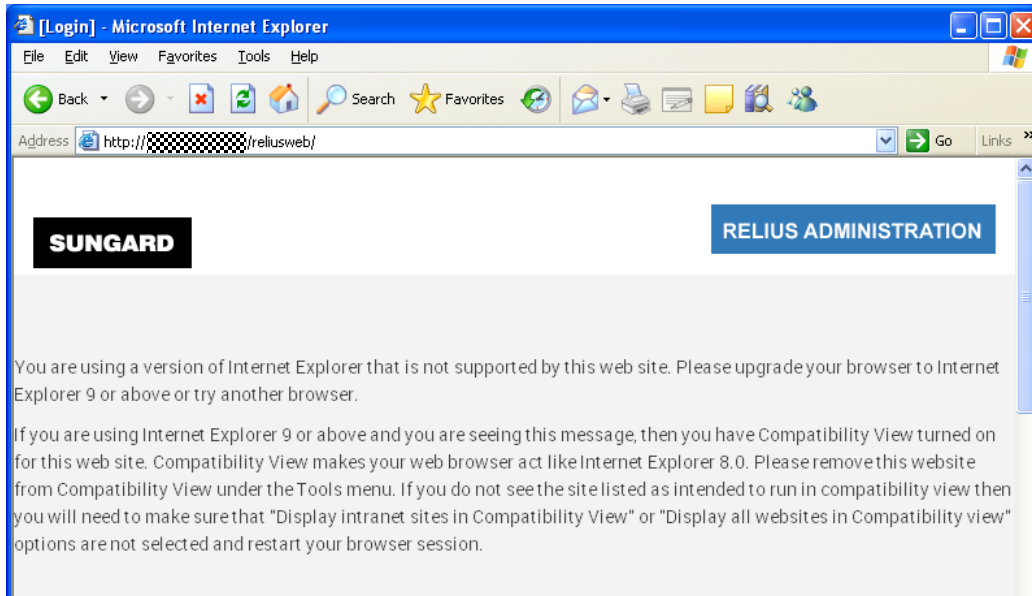 [Login] - Microsoft Internet Explorer
File Edit View Favorites Tools Help
Back Search Favorites
Address http:// /reliusweb/ Go Links »
SUNGARD
RELIUS ADMINISTRATION
You are using a version of Internet Explorer that is not supported by this web site. Please upgrade your browser to Internet
Explorer 9 or above or try another browser.
If you are using Internet Explorer 9 or above and you are seeing this message, then you have Compatibility View turned on
for this web site. Compatibility View makes your web browser act like Internet Explorer 8.0. Please remove this website
from Compatibility View under the Tools menu. If you do not see the site listed as intended to run in compatibility view then
you will need to make sure that "Display intranet sites in Compatibility View" or "Display all websites in Compatibility view"
options are not selected and restart your browser session.